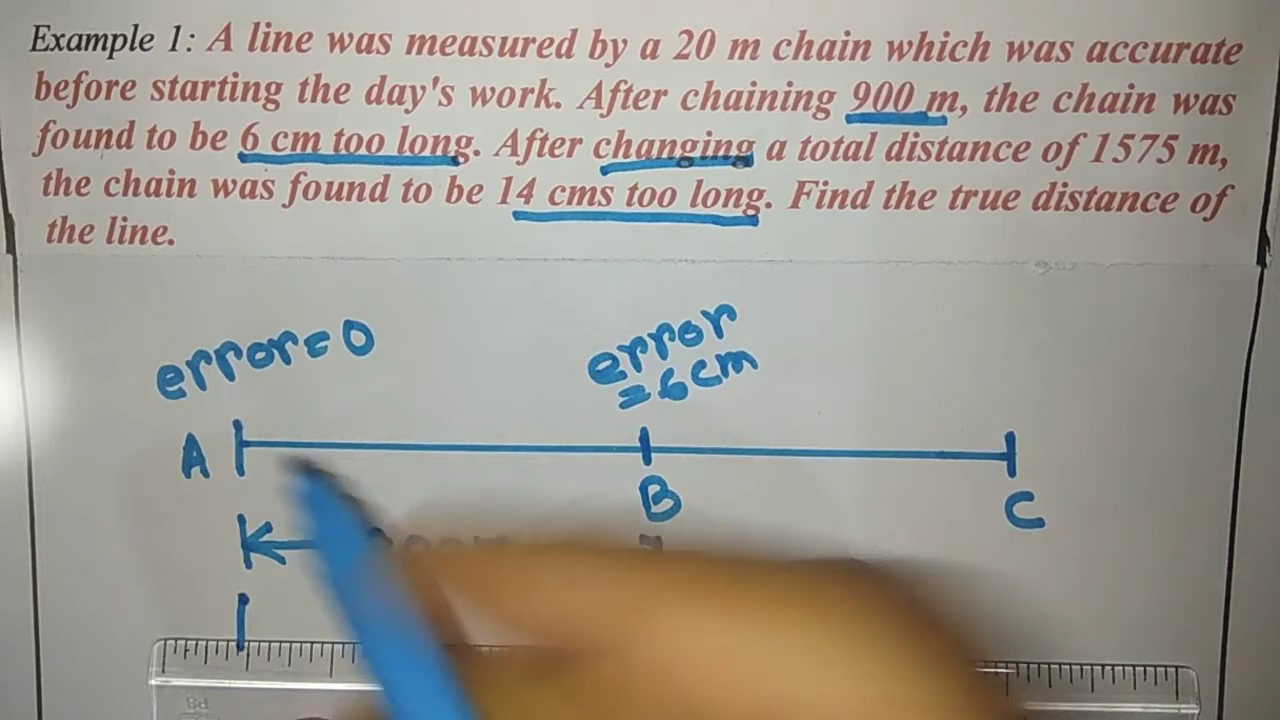 Example 1: A line was measured by a 20 m chain which was accurate
before starting the day's work. After chaining 900 m, the chain was
found to be 6 cm too long. After changing a total distance of 1575 m,
the chain was found to be 14 cms too long. Find the true distance of
the line.
error=0
error
=6cm
A
B
C